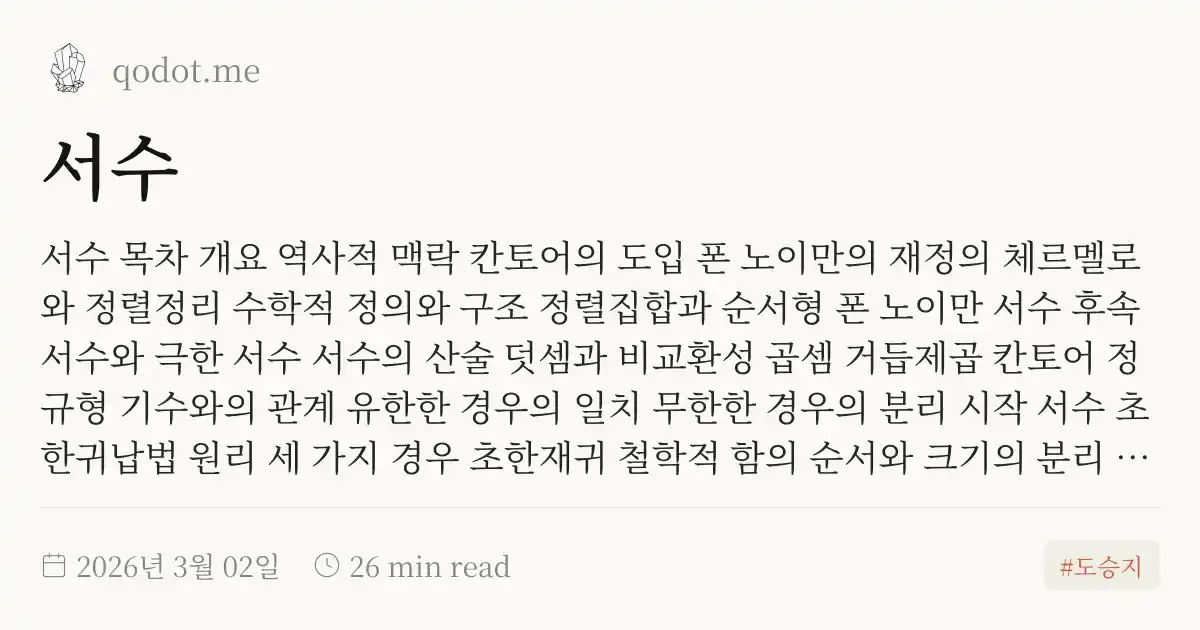 qodot.me
서수
서수 목차 개요 역사적 맥락 칸토어의 도입 폰 노이만의 재정의 체르멜로
와 정렬정리 수학적 정의와 구조 정렬집합과 순서형 폰 노이만 서수 후속
서수와 극한 서수 서수의 산술 덧셈과 비교환성 곱셈 거듭제곱 칸토어 정
규형 기수와의 관계 유한한 경우의 일치 무한한 경우의 분리 시작 서수 초
한귀납법 원리 세 가지 경우 초한재귀 철학적 함의 순서와 크기의 분리 …
2026년 3월 02일 26 min read #도승지